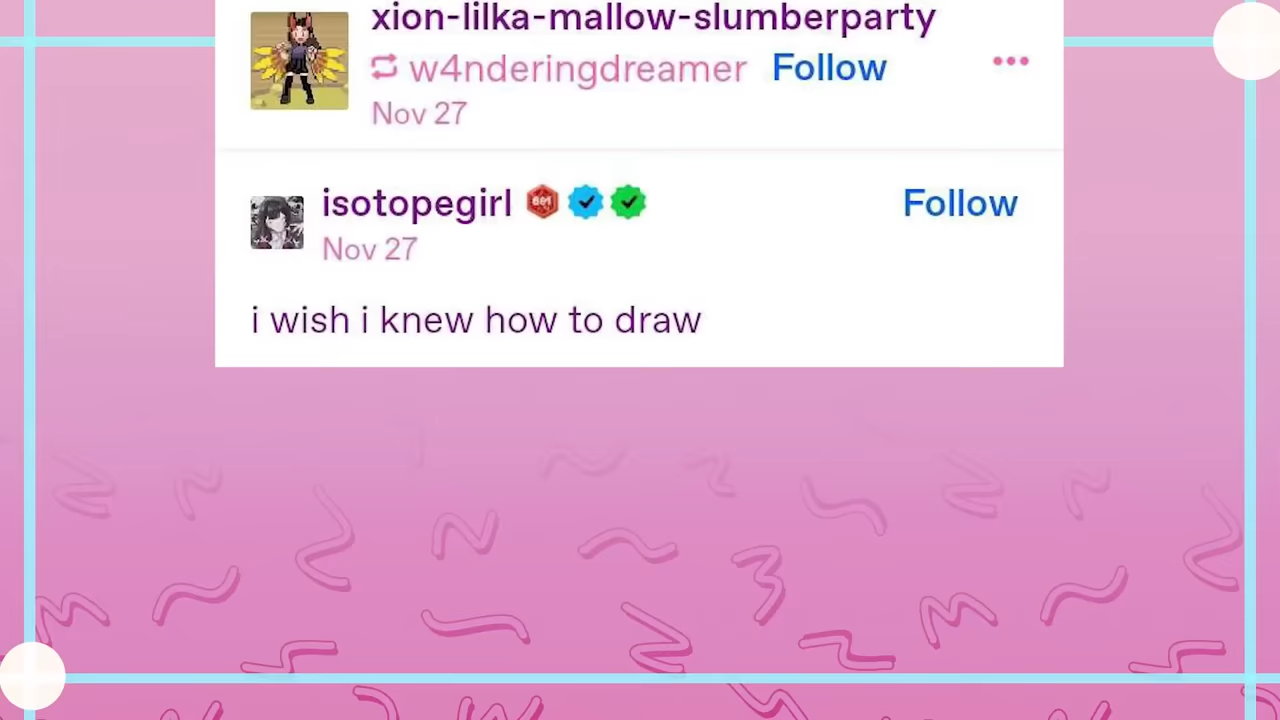 xion-lilka-mallow-slumberparty
w4nderingdreamer Follow
Nov 27
isotopegirl Follow
Nov 27
i wish i knew how to draw